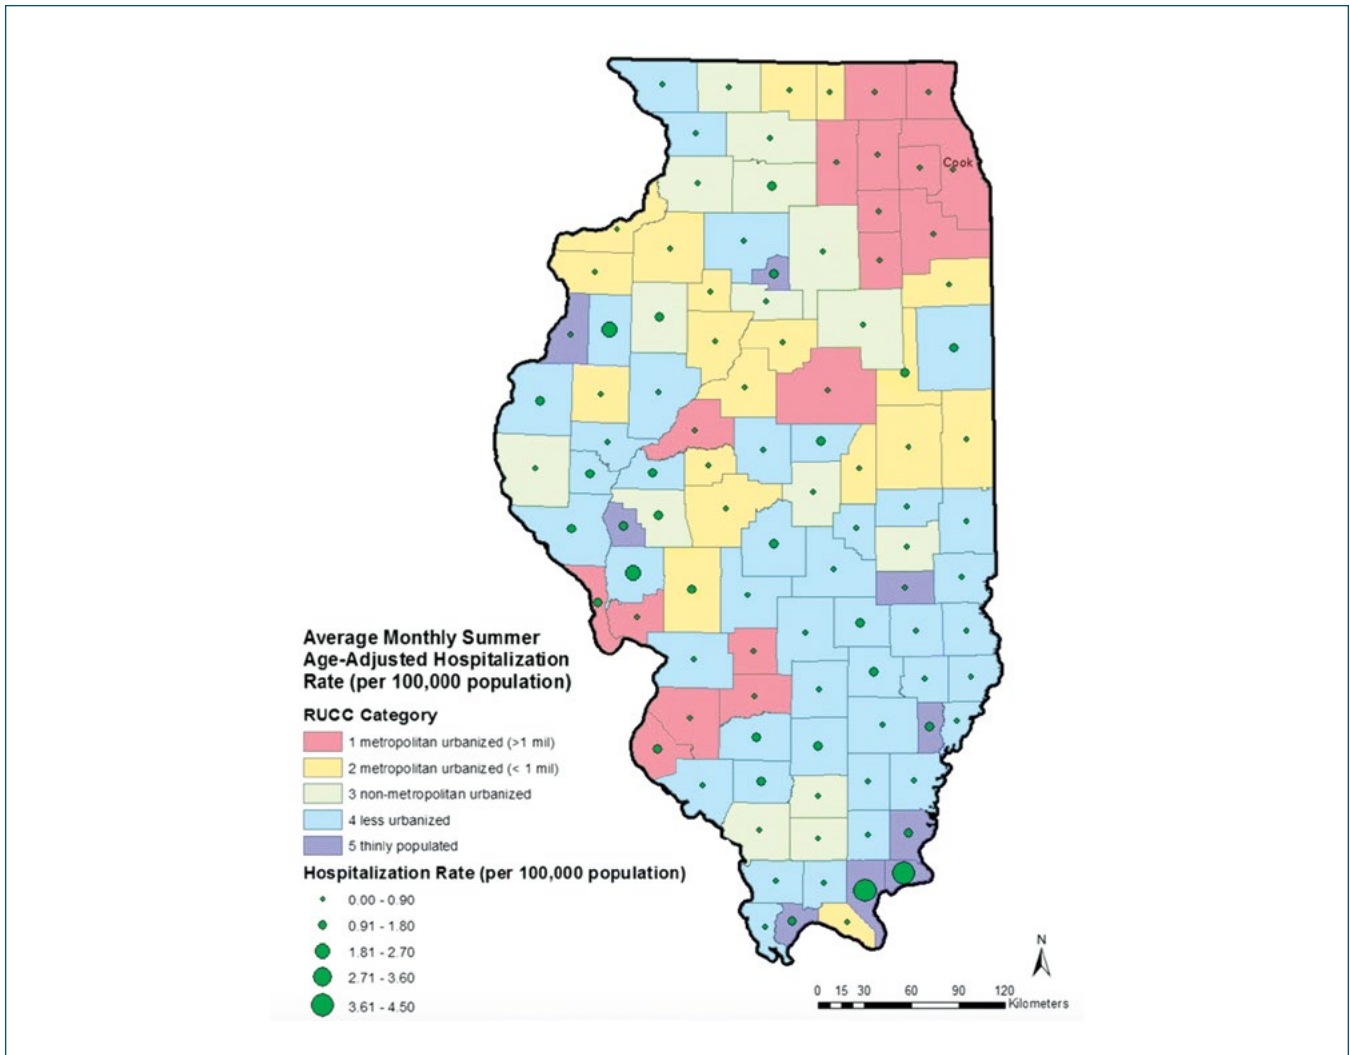 Cook
Average Monthly Summer
Age-Adjusted Hospitalization
Rate (per 100,000 population)
RUCC Category
1 metropolitan urbanized (>1 mil)
2 metropolitan urbanized (< 1 mil)
3 non-metropolitan urbanized
4 less urbanized
5 thinly populated
Hospitalization Rate (per 100,000 population)
0.00 - 0.90
0.91 - 1.80
1.81 - 2.70
2.71 - 3.60
3.61 - 4.50
N
0 15 30 60 90 120
Kilometers